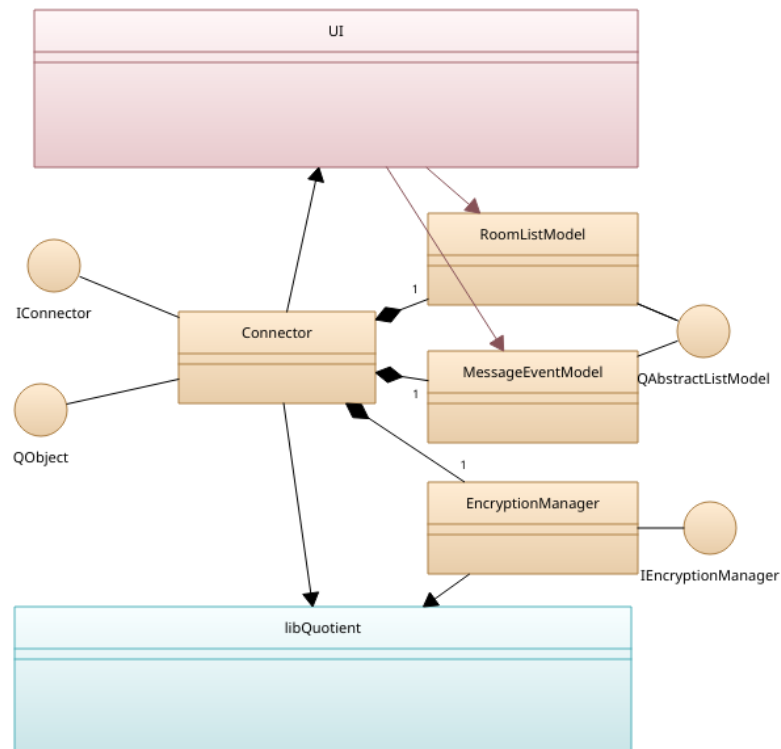 UI
RoomListModel
1
IConnector
Connector
MessageEventModel
QAbstractListModel
1
QObject
1
EncryptionManager
IEncryptionManager
libQuotient